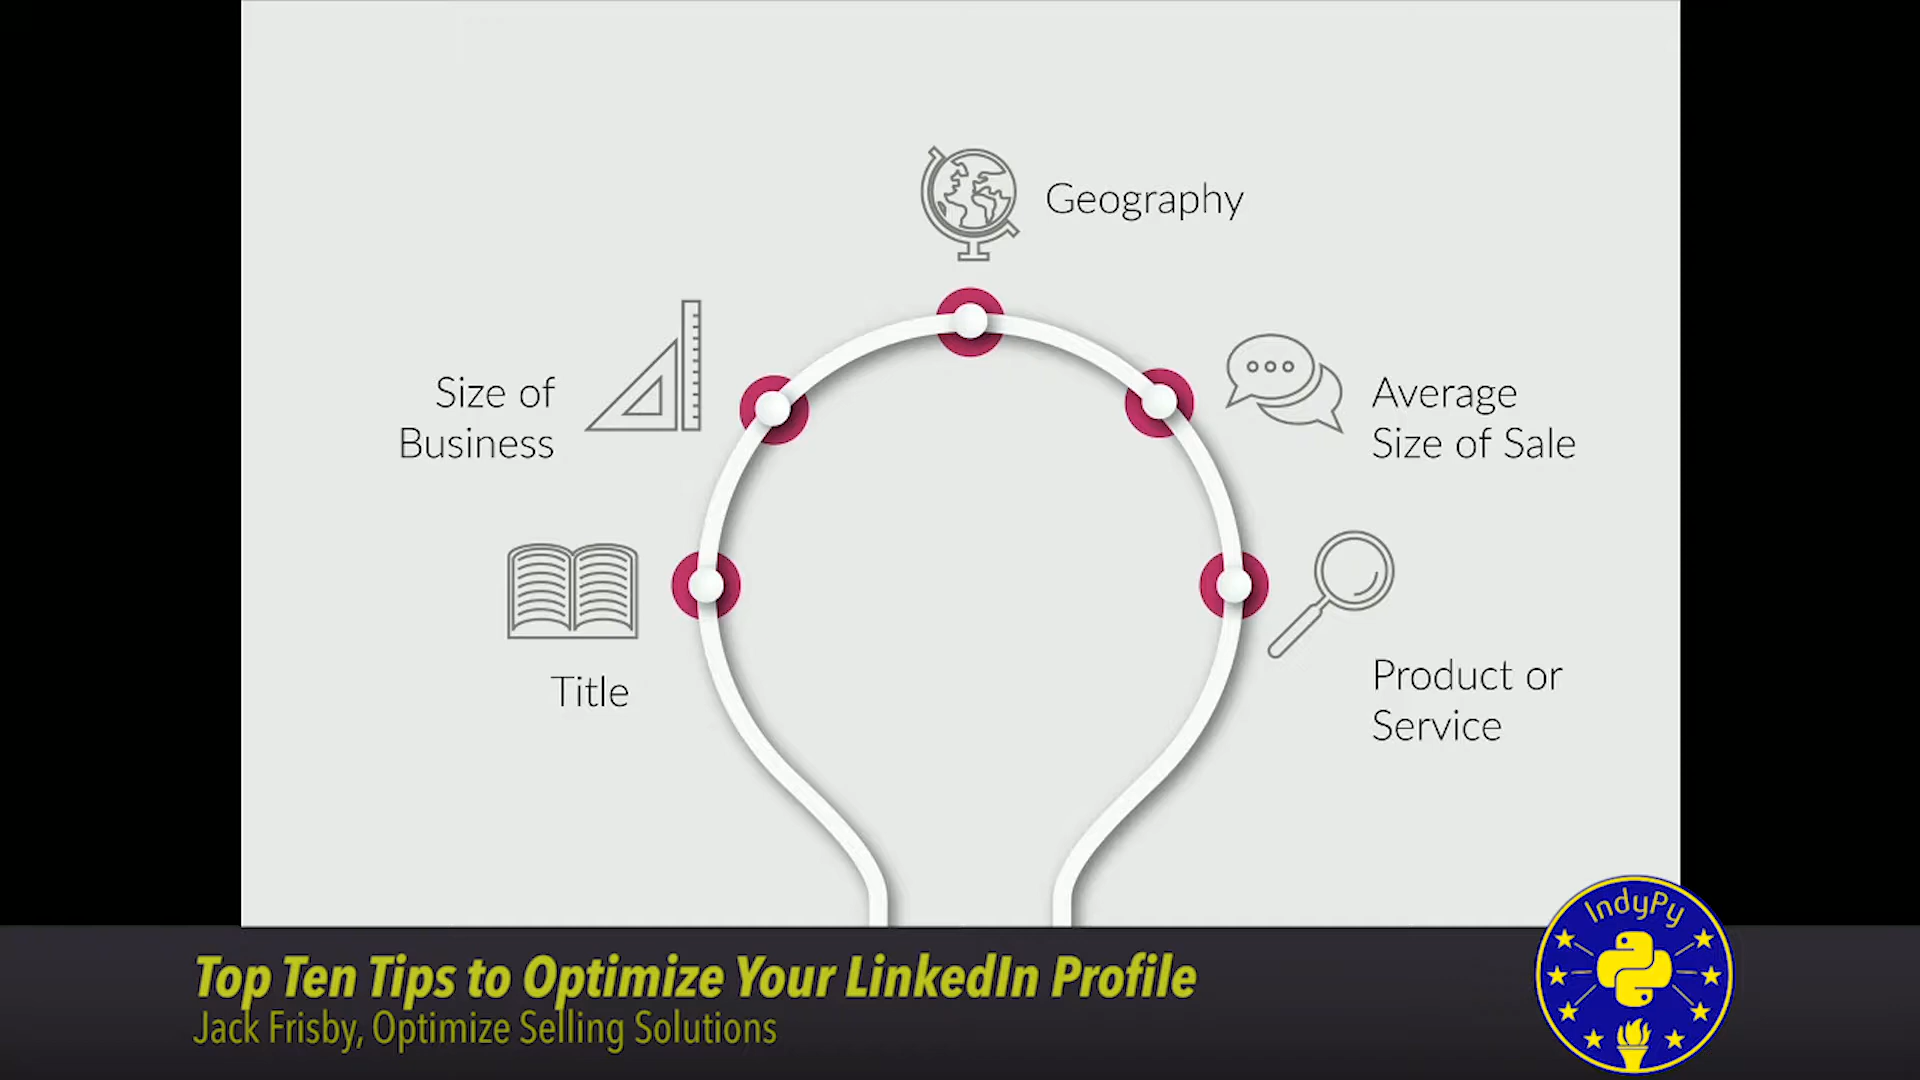 Geography
Size of
Business
Average
Size of Sale
Title
Product or
Service
Top Ten Tips to Optimize Your LinkedIn Profile
Jack Frisby, Optimize Selling Solutions
IndyPy